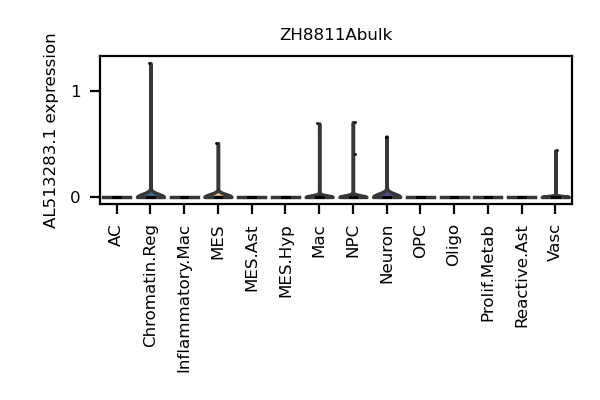 ZH8811Abulk
AL513283.1 expression
1
0
AC
Chromatin.Reg
Inflammatory.Mac
MES
MES.Ast
MES.Hyp
Mac
NPC
Neuron
OPC
Oligo
Prolif.Metab
Reactive.Ast
Vasc